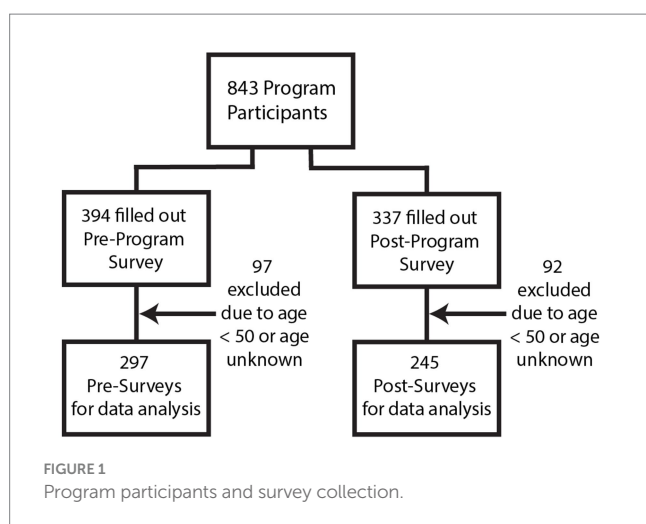 843 Program
Participants
394 filled out
Pre-Program
Survey
337 filled out
Post-Program
Survey
97
excluded
due to age
< 50 or age
unknown
92
excluded
due to age
< 50 or age
unknown
297
Pre-Surveys
for data analysis
245
Post-Surveys
for data analysis
FIGURE 1
Program participants and survey collection.